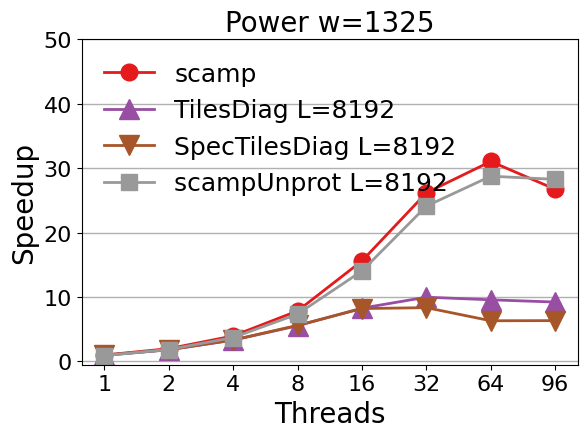 Power w=1325
50
40
30
20
10
0
Speedup
scamp
TilesDiag L=8192
SpecTilesDiag L=8192
scampUnprot L=8192
1 2 4 8 16 32 64 96
Threads